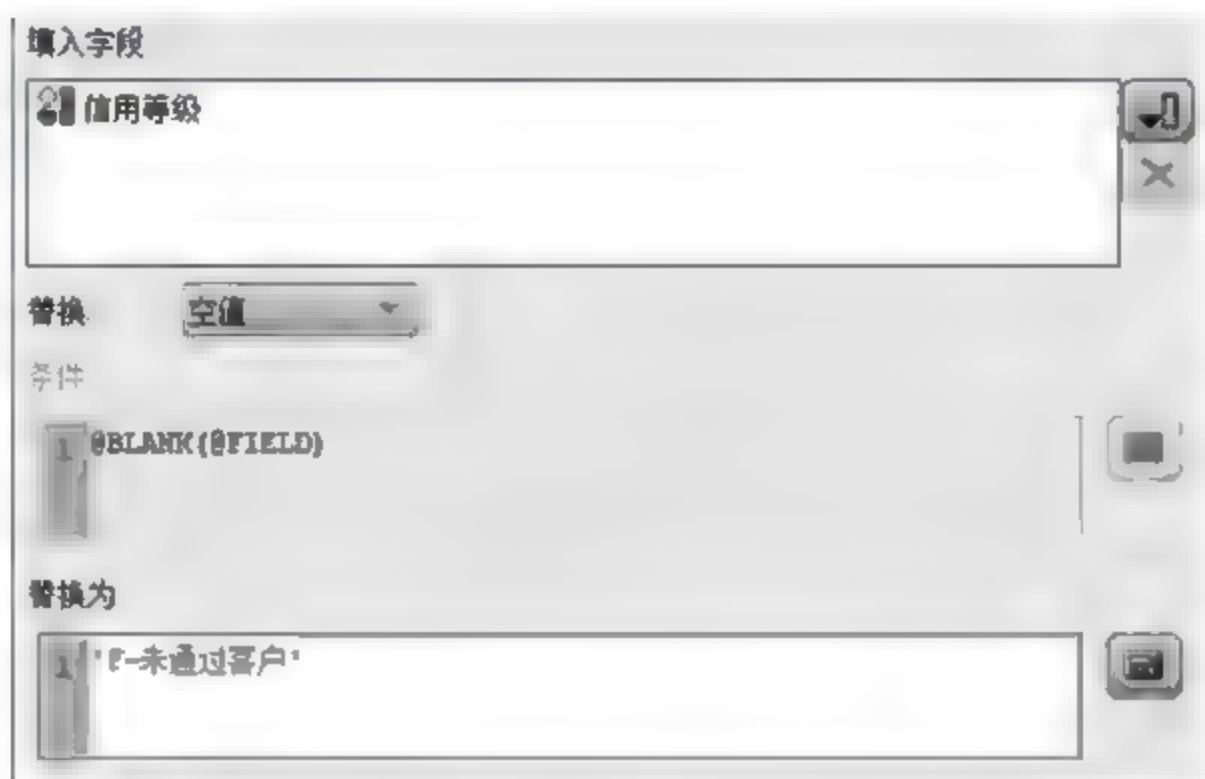 填入字段
信用等级
替换
空值
条件
1 @BLANK(@FIELD)
替换为
1 'F-未通过客户'